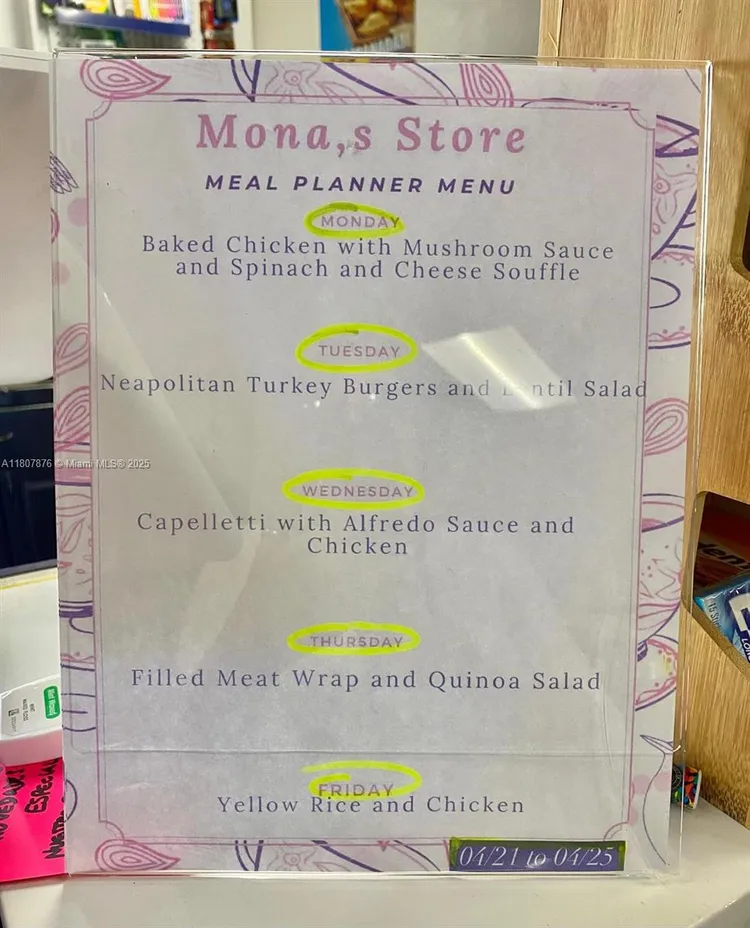 Mona,s Store
MEAL PLANNER MENU
MONDAY
Baked Chicken with Mushroom Sauce
and Spinach and Cheese Souffle
TUESDAY
Neapolitan Turkey Burgers and Lentil Salad
WEDNESDAY
Capelletti with Alfredo Sauce and
Chicken
THURSDAY
Filled Meat Wrap and Quinoa Salad
FRIDAY
Yellow Rice and Chicken
04/21 to 04/25
A11807876 © Miami MLS® 2025